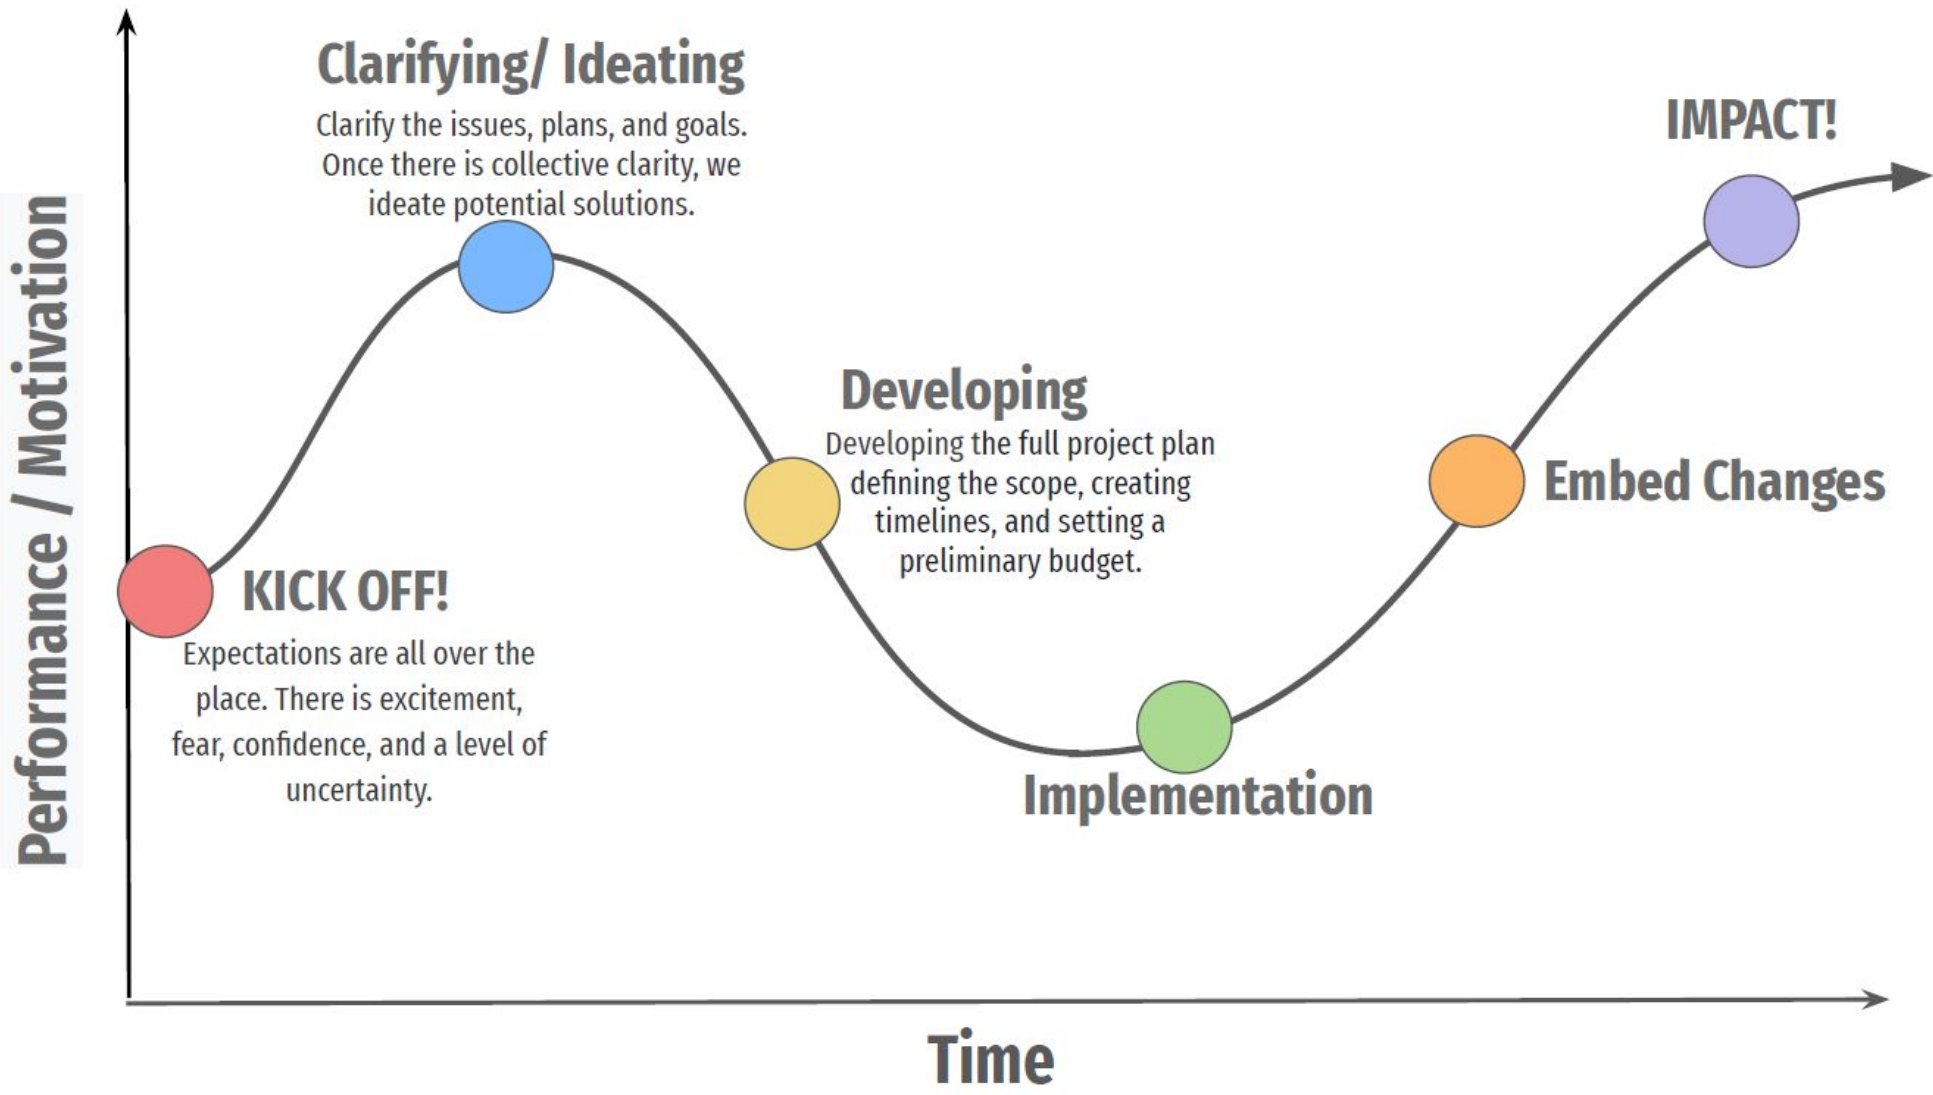 Performance / Motivation
Clarifying/ Ideating
Clarify the issues, plans, and goals.
Once there is collective clarity, we
ideate potential solutions.
KICK OFF!
Expectations are all over the
place. There is excitement,
fear, confidence, and a level of
uncertainty.
Developing
Developing the full project plan
defining the scope, creating
timelines, and setting a
preliminary budget.
Implementation
Embed Changes
IMPACT!
Time